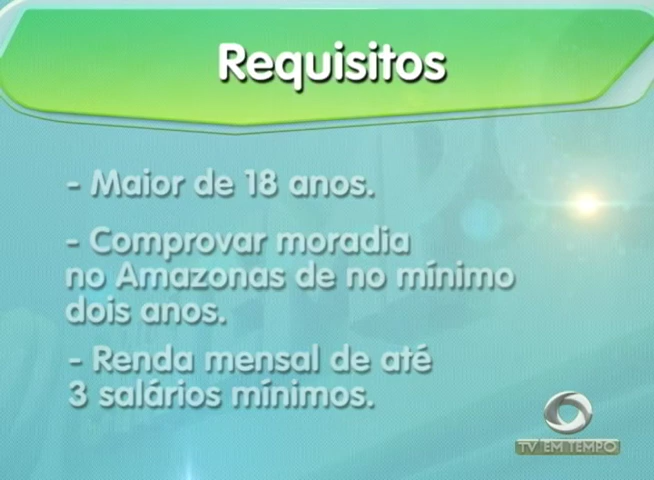 Requisitos
- Maior de 18 anos.
- Comprovar moradia
no Amazonas de no mínimo
dois anos.
- Renda mensal de até
3 salários mínimos.
TV EM TEMPO